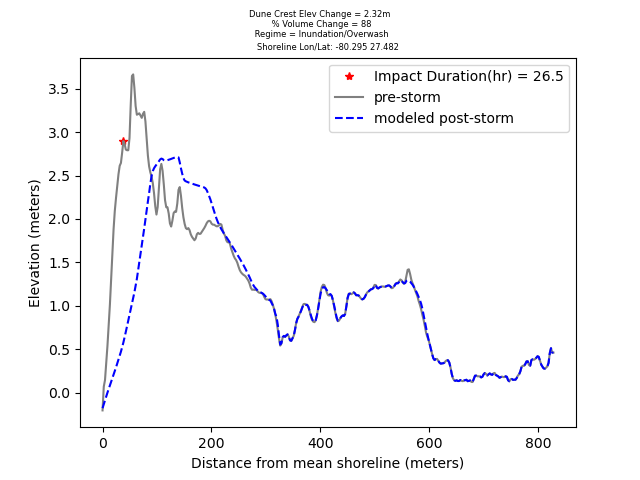 Dune Crest Elev Change = 2.32m
% Volume Change = 88
Regime = Inundation/Overwash
Shoreline Lon/Lat: -80.295 27.482
Impact Duration(hr) = 26.5
pre-storm
modeled post-storm
Elevation (meters)
3.5
3.0
2.5
2.0
1.5
1.0
0.5
0.0
0 200 400 600 800
Distance from mean shoreline (meters)